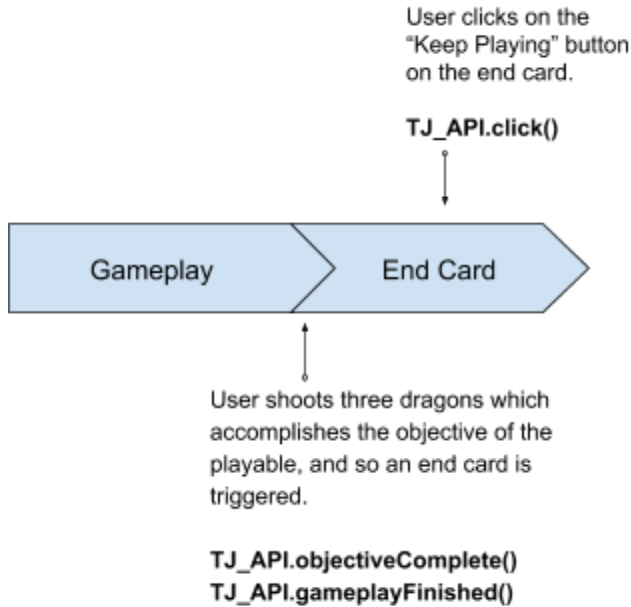 User clicks on the
“Keep Playing” button
on the end card.
TJ_API.click()
Gameplay
End Card
User shoots three dragons which
accomplishes the objective of the
playable, and so an end card is
triggered.
TJ_API.objectiveComplete()
TJ_API.gameplayFinished()